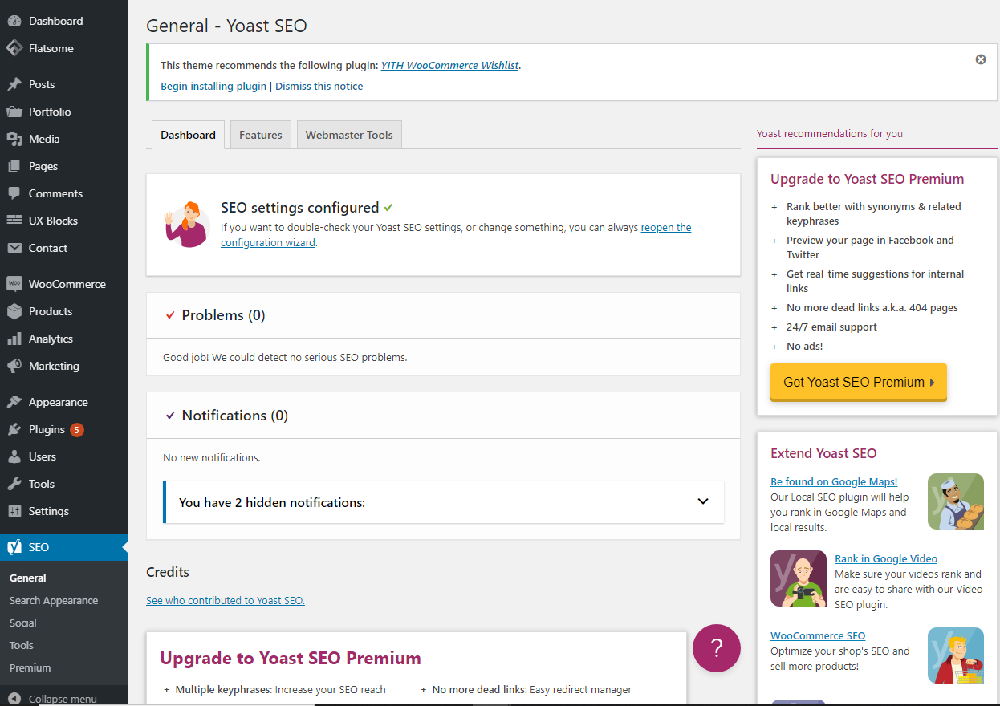 Dashboard
Flatsome
Posts
Portfolio
Media
Pages
Comments
UX Blocks
Contact
WooCommerce
Products
Analytics
Marketing
Appearance
Plugins 5
Users
Tools
Settings
SEO
General
Search Appearance
Social
Tools
Premium
Collapse menu
General - Yoast SEO
This theme recommends the following plugin: YITH WooCommerce Wishlist.
Begin installing plugin | Dismiss this notice
Dashboard Features Webmaster Tools
SEO settings configured
If you want to double-check your Yoast SEO settings, or change something, you can always reopen the
configuration wizard.
Problems (0)
Good job! We could detect no serious SEO problems.
Notifications (0)
No new notifications.
You have 2 hidden notifications:
Credits
See who contributed to Yoast SEO.
Upgrade to Yoast SEO Premium
+ Multiple keyphrases: Increase your SEO reach
+ No more dead links: Easy redirect manager
?
Yoast recommendations for you
Upgrade to Yoast SEO Premium
+ Rank better with synonyms & related
keyphrases
+ Preview your page in Facebook and
Twitter
+ Get real-time suggestions for internal
links
+ No more dead links a.k.a. 404 pages
+ 24/7 email support
+ No ads!
Get Yoast SEO Premium
Extend Yoast SEO
Be found on Google Maps!
Our Local SEO plugin will help
you rank in Google Maps and
local results.
Rank in Google Video
Make sure your videos rank and
are easy to share with our Video
SEO plugin.
WooCommerce SEO
Optimize your shop's SEO and
sell more products!